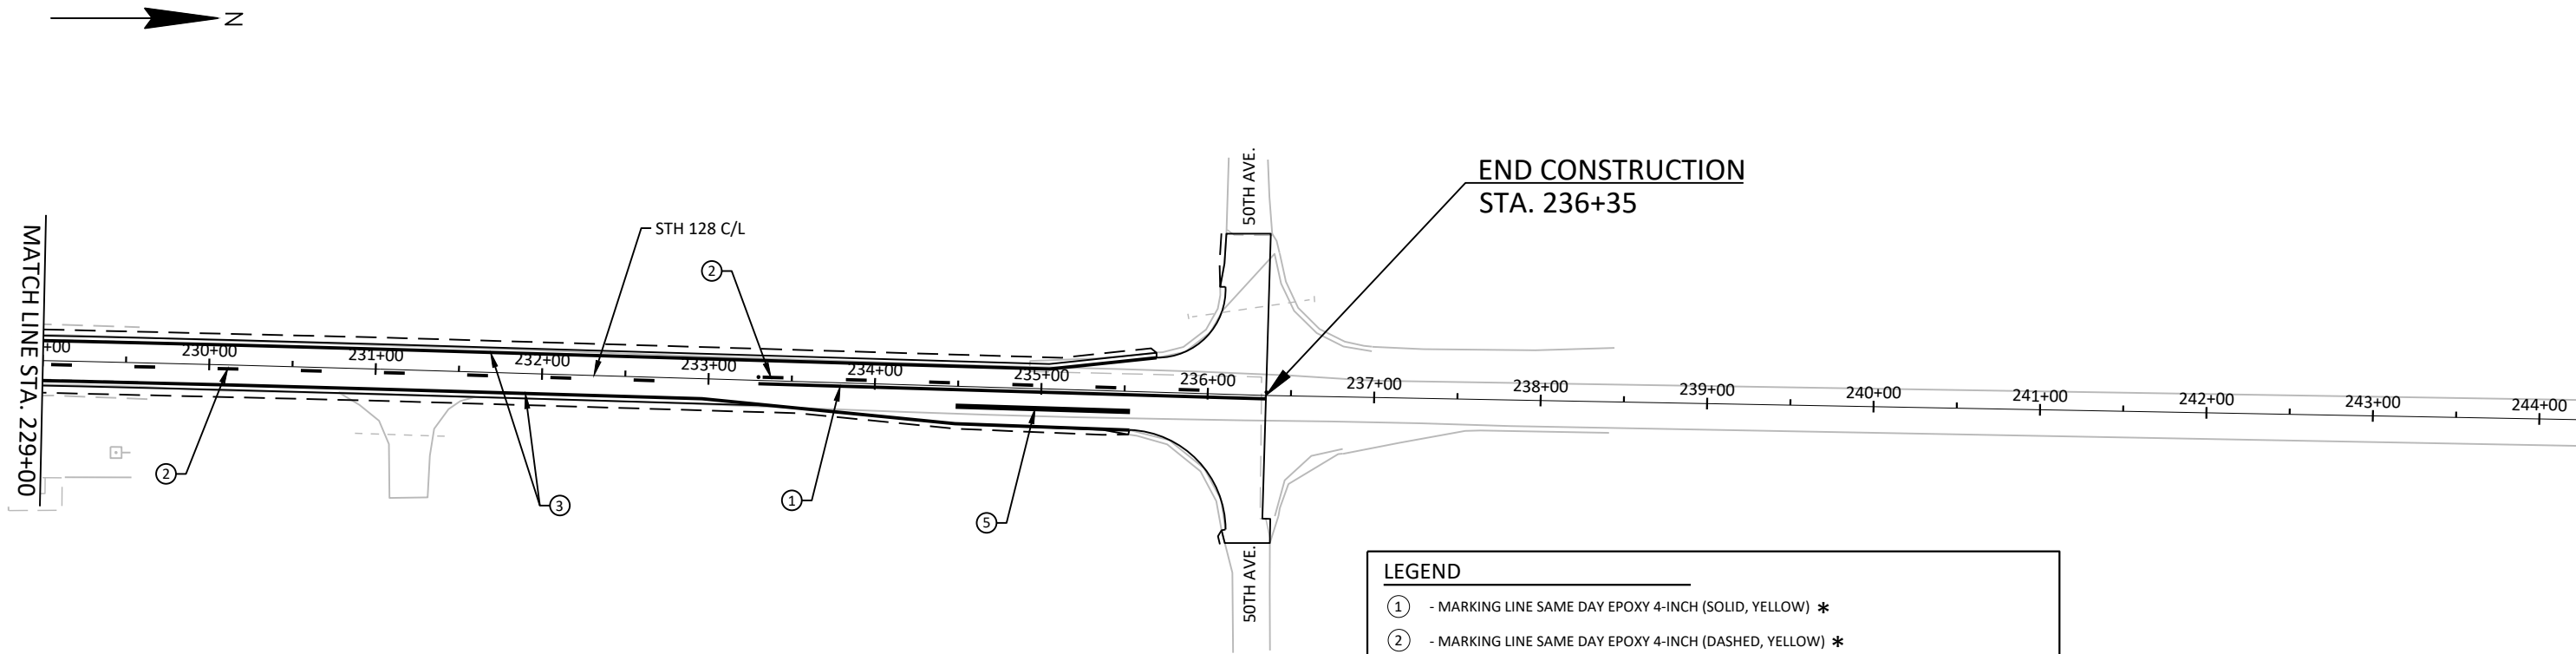 N
50TH AVE.
END CONSTRUCTION
STA. 236+35
STH 128 C/L
2
MATCH LINE STA. 229+00
+00
230+00
231+00
232+00
233+00
234+00
235+00
236+00
237+00
238+00
239+00
240+00
241+00
242+00
243+00
244+00
2
3
1
5
50TH AVE.
LEGEND
1 - MARKING LINE SAME DAY EPOXY 4-INCH (SOLID, YELLOW) *
2 - MARKING LINE SAME DAY EPOXY 4-INCH (DASHED, YELLOW) *